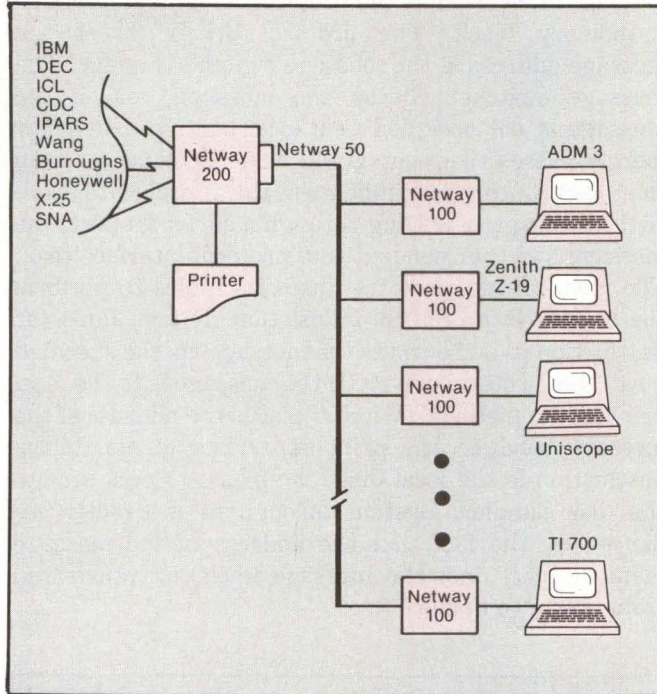 IBM
DEC
ICL
CDC
IPARS
Wang
Burroughs
Honeywell
X.25
SNA
Netway
200
Netway 50
Printer
Netway
100
ADM 3
Netway
100
Zenith
Z-19
Netway
100
Uniscope
Netway
100
TI 700